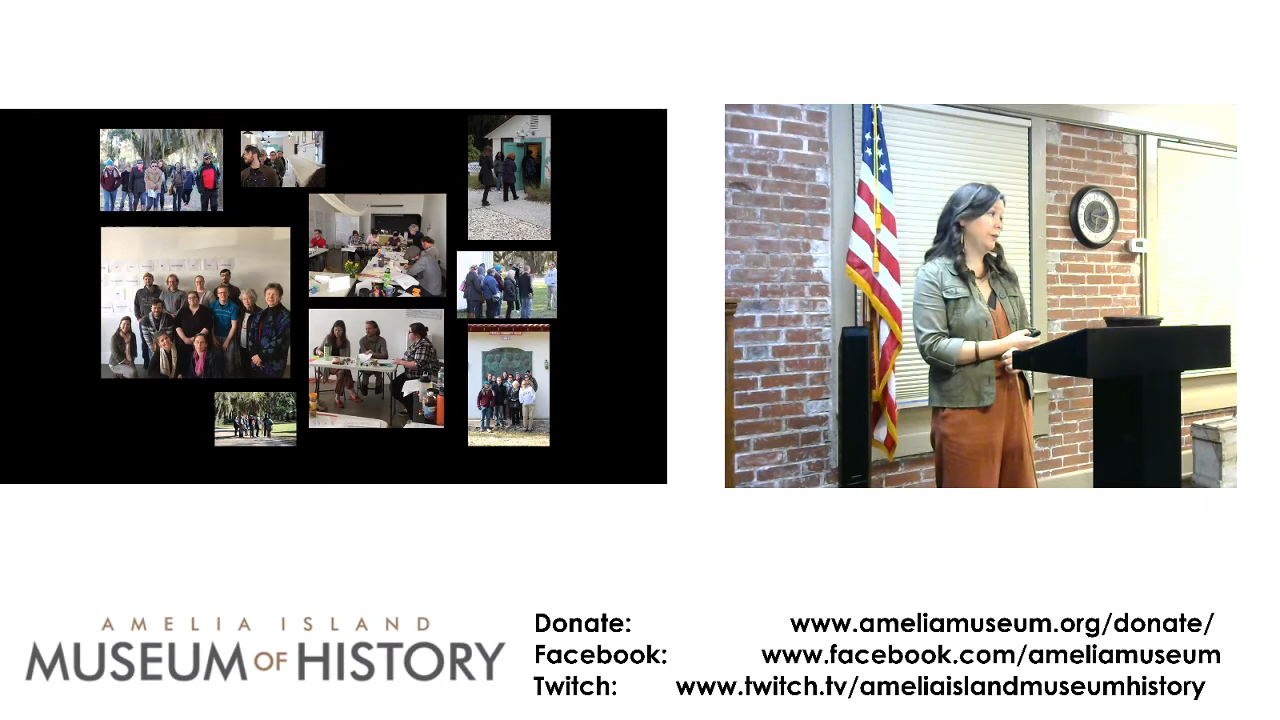 AMELIA ISLAND
MUSEUM OF HISTORY
Donate: www.ameliamuseum.org/donate/
Facebook: www.facebook.com/ameliamuseum
Twitch: www.twitch.tv/ameliaislandmuseumhistory